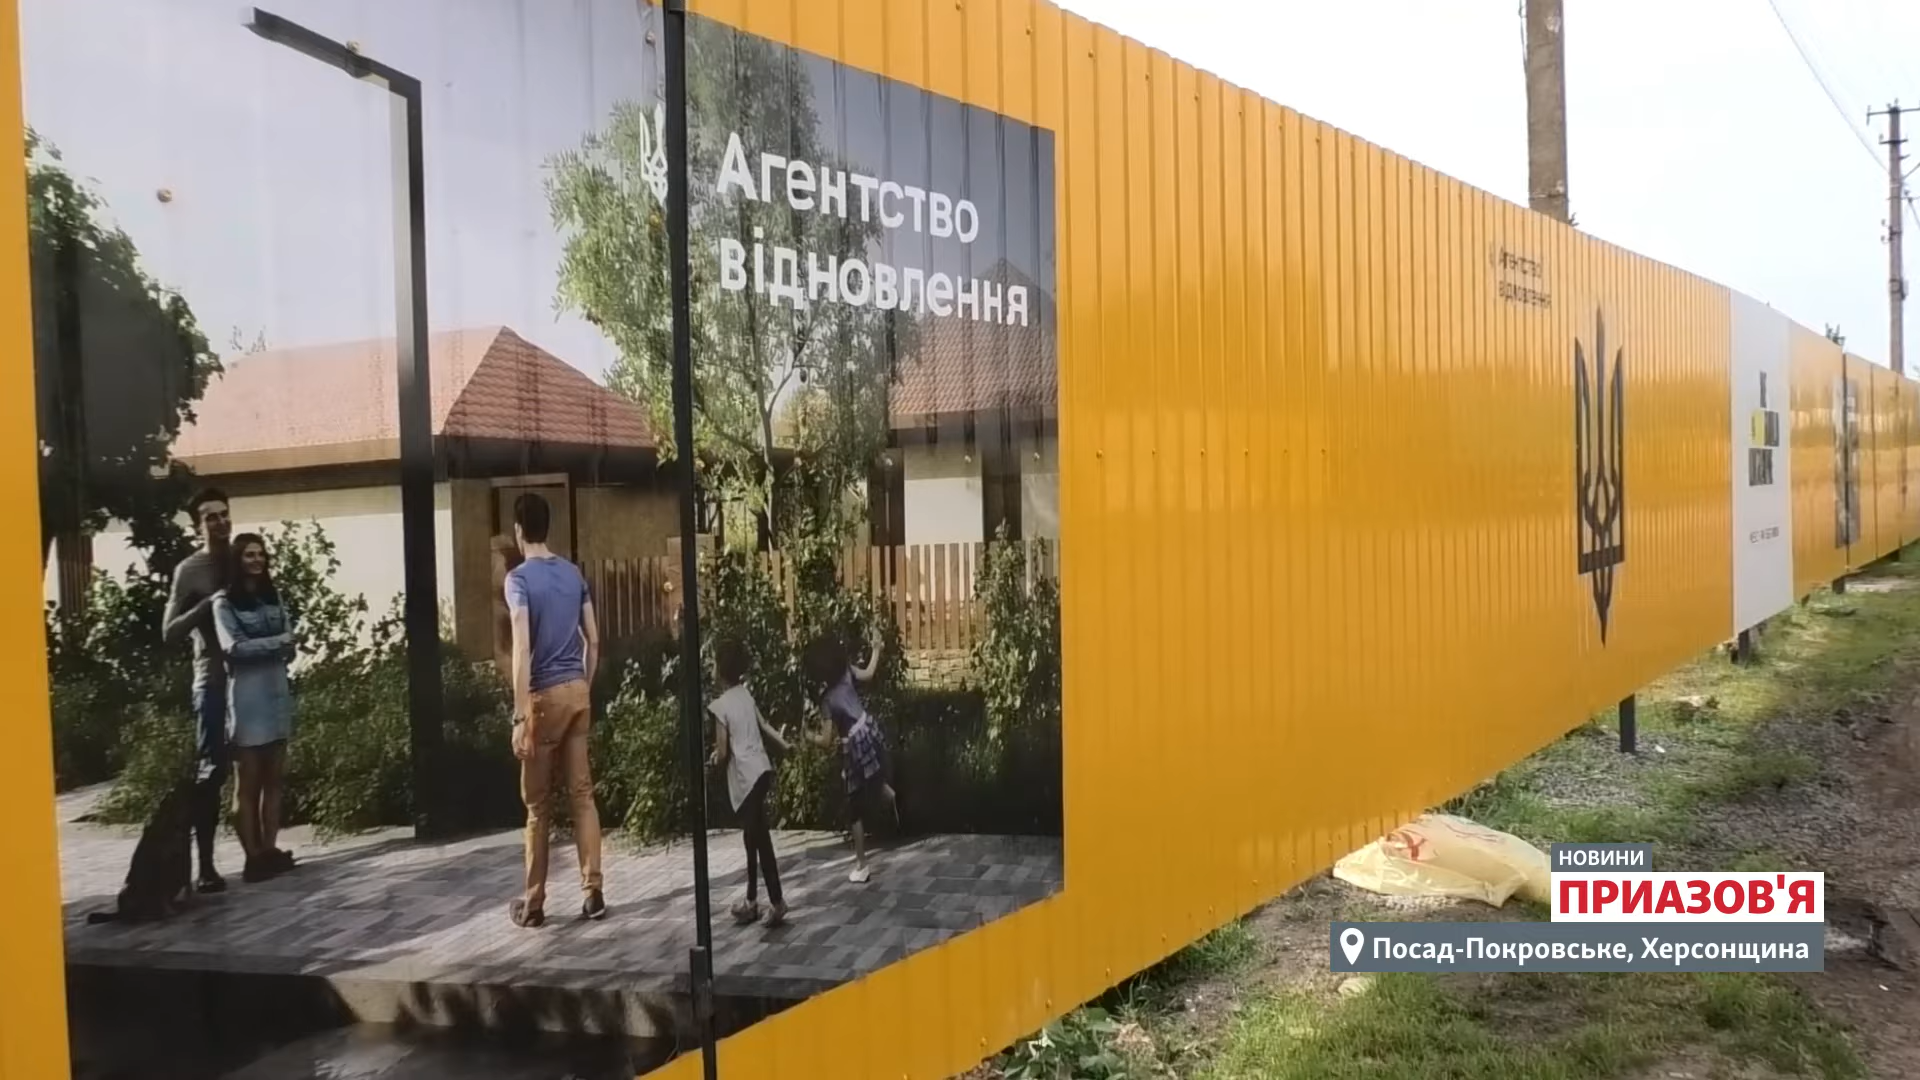 Агентство
відновлення
Агентство
відновлення
НОВИНИ
ПРИАЗОВ'Я
Посад-Покровське, Херсонщина